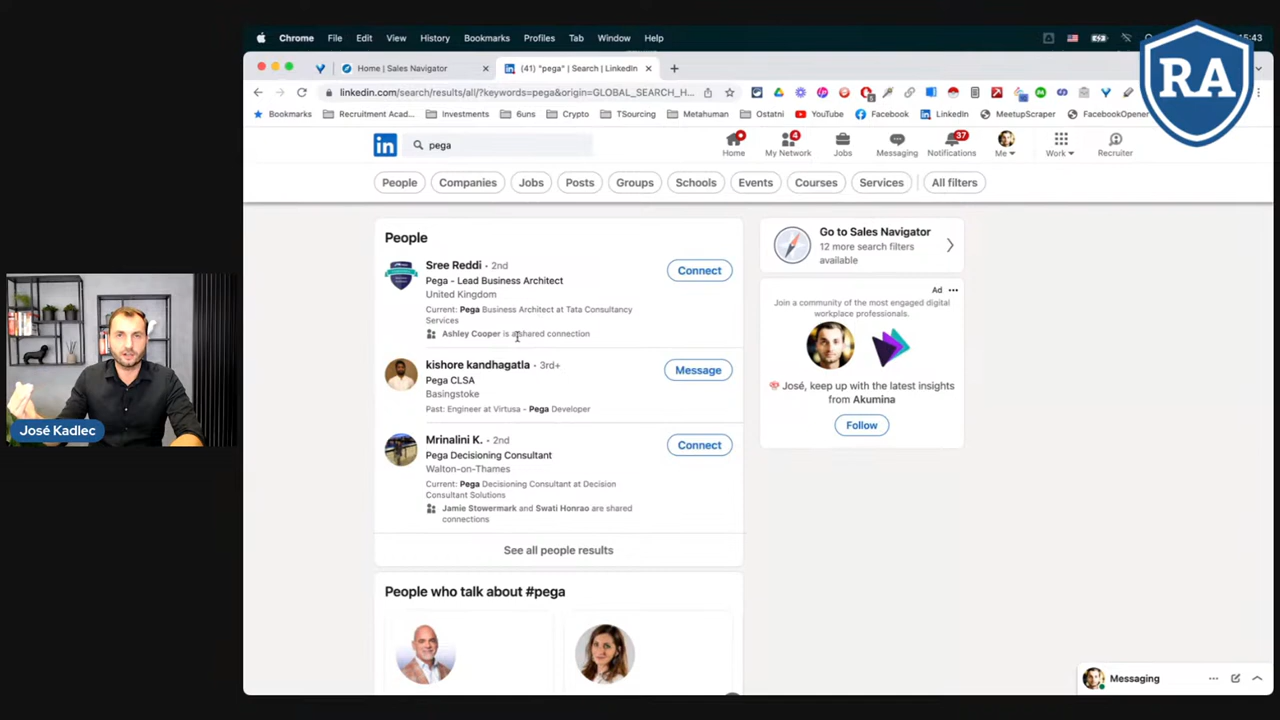 Chrome File Edit View History Bookmarks Profiles Tab Window Help
15:43
RA
Home | Sales Navigator
(41) "pega" | Search | LinkedIn
linkedin.com/search/results/all/?keywords=pega&origin=GLOBAL_SEARCH_H...
Bookmarks Recruitment Acad... Investments 6uns Crypto TSourcing Metahuman Ostatni YouTube Facebook LinkedIn MeetupScraper FacebookOpener
in pega
Home My Network Jobs Messaging Notifications Me Work Recruiter
4
37
People Companies Jobs Posts Groups Schools Events Courses Services All filters
People
Sree Reddi • 2nd
Pega - Lead Business Architect
United Kingdom
Current: Pega Business Architect at Tata Consultancy
Services
Ashley Cooper is a shared connection
Connect
kishore kandhagatla • 3rd+
Pega CLSA
Basingstoke
Past: Engineer at Virtusa - Pega Developer
Message
Mrinalini K. • 2nd
Pega Decisioning Consultant
Walton-on-Thames
Current: Pega Decisioning Consultant at Decision
Consultant Solutions
Jamie Stowermark and Swati Honrao are shared
connections
Connect
See all people results
People who talk about #pega
Go to Sales Navigator
12 more search filters
available
Ad •••
Join a community of the most engaged digital
workplace professionals.
José, keep up with the latest insights
from Akumina
Follow
Messaging
José Kadlec